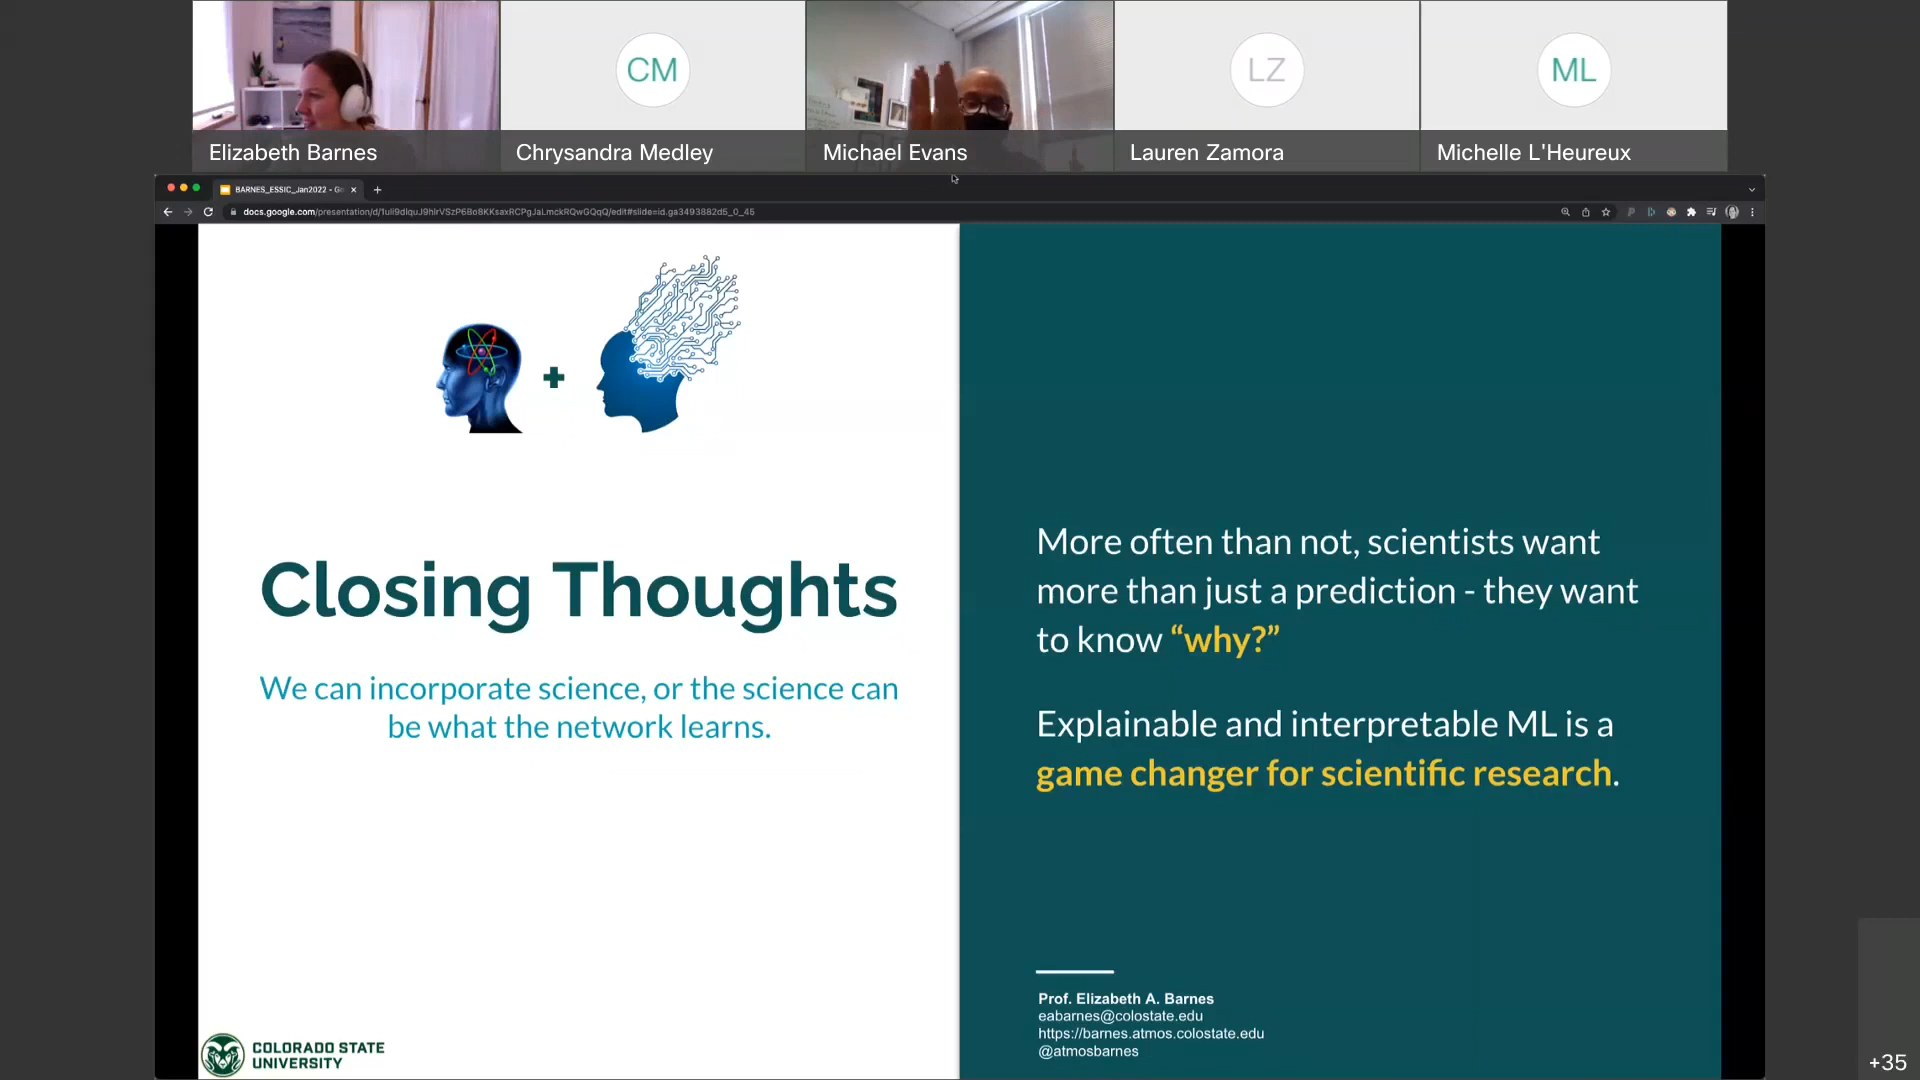 CM
LZ
ML
Elizabeth Barnes
Chrysandra Medley
Michael Evans
Lauren Zamora
Michelle L'Heureux
BARNES_ESSIC_Jan2022 - Go
Closing Thoughts
We can incorporate science, or the science can
be what the network learns.
COLORADO STATE
UNIVERSITY
More often than not, scientists want
more than just a prediction - they want
to know “why?”
Explainable and interpretable ML is a
game changer for scientific research.
Prof. Elizabeth A. Barnes
eabarnes@colostate.edu
https://barnes.atmos.colostate.edu
@atmosbarnes
+35